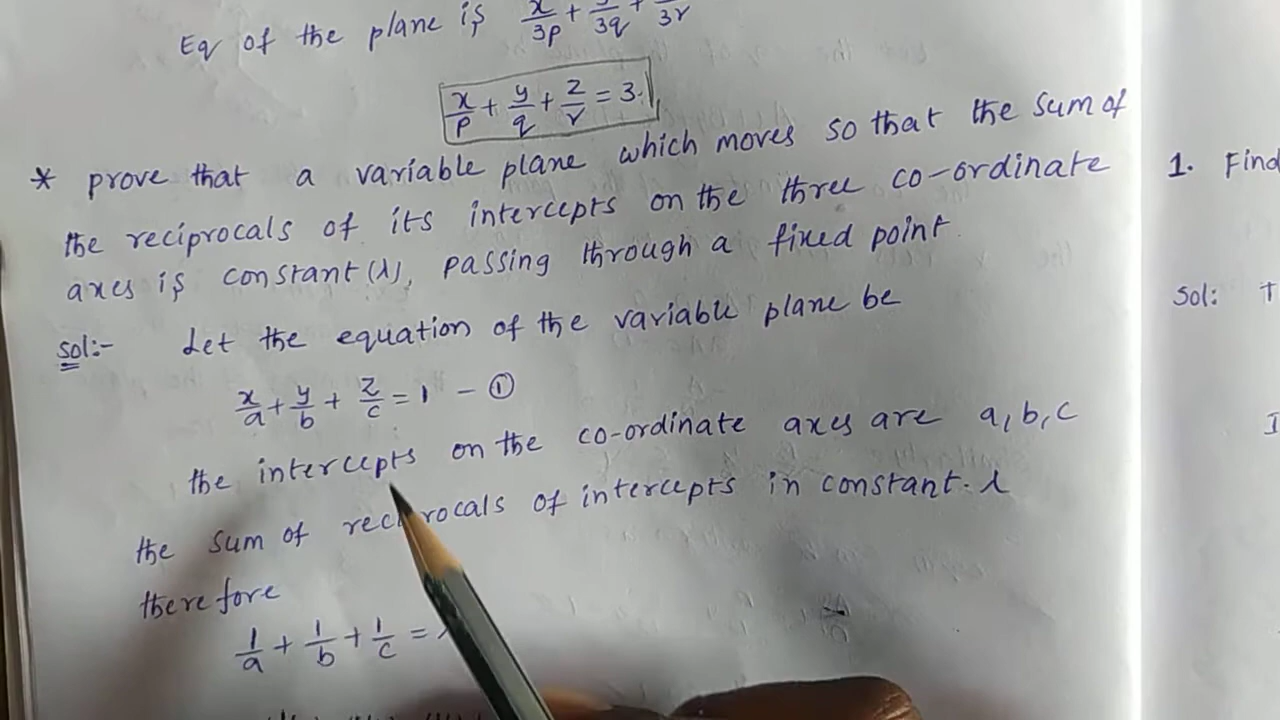 Eq of the plane is x/3p + y/3q + /3r
x/p + y/q + z/r = 3.
* prove that a variable plane which moves so that the sum of
the reciprocals of its intercepts on the three co-ordinate
axes is constant (λ), passing through a fixed point.
sol:- Let the equation of the variable plane be
x/a + y/b + z/c = 1 - ①
the intercepts on the co-ordinate axes are a, b, c
the sum of reciprocals of intercepts in constant. λ
therefore
1/a + 1/b + 1/c =
1. Find
Sol: T
I